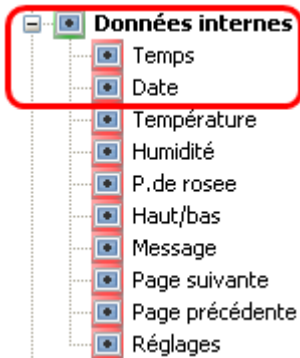 Données internes
Temps
Date
Température
Humidité
P.de rosee
Haut/bas
Message
Page suivante
Page précédente
Réglages